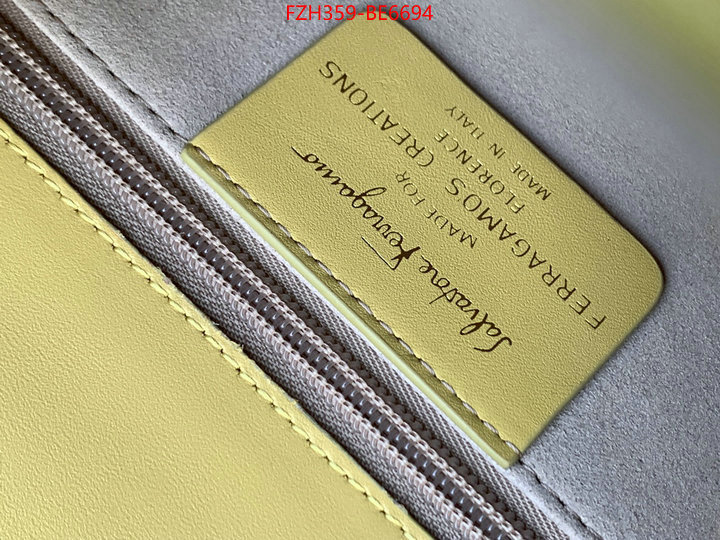 FZH359-BE6694
Salvatore Ferragamo
MADE FOR
FERRAGAMO'S CREATIONS
FLORENCE
MADE IN ITALY